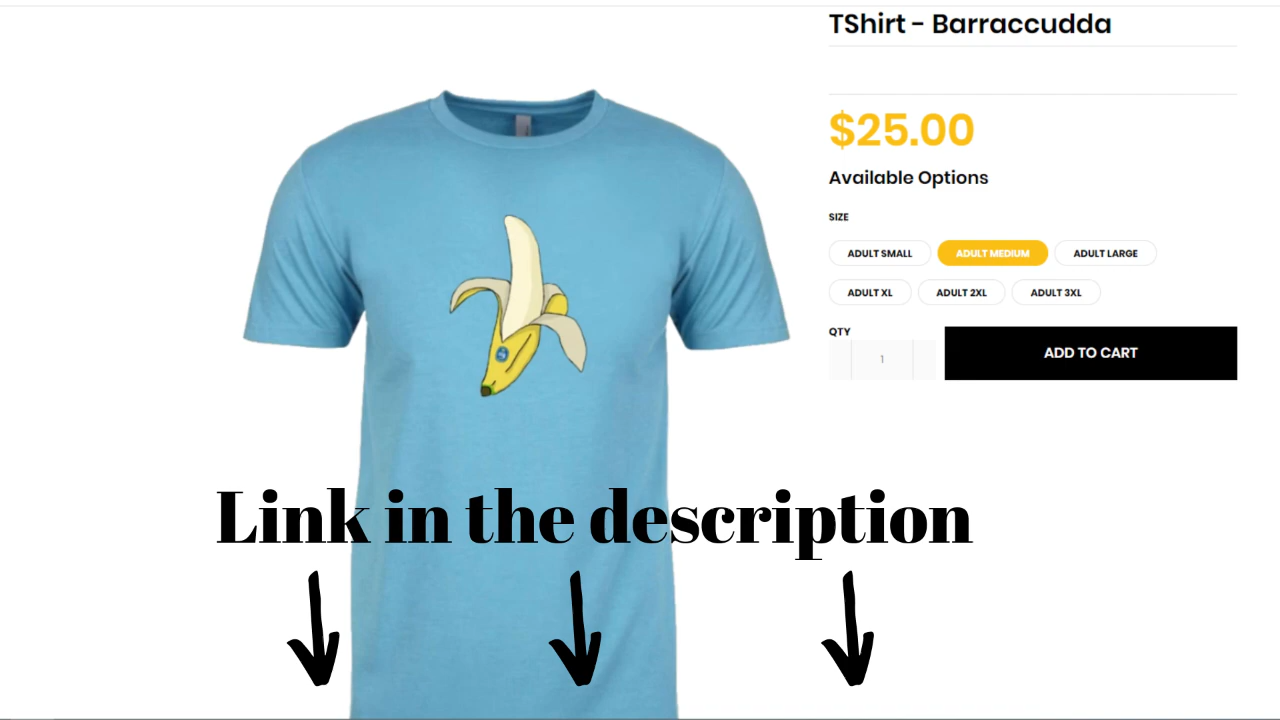 TShirt - Barraccudda
$25.00
Available Options
SIZE
ADULT SMALL
ADULT MEDIUM
ADULT LARGE
ADULT XL
ADULT 2XL
ADULT 3XL
QTY
1
ADD TO CART
Link in the description